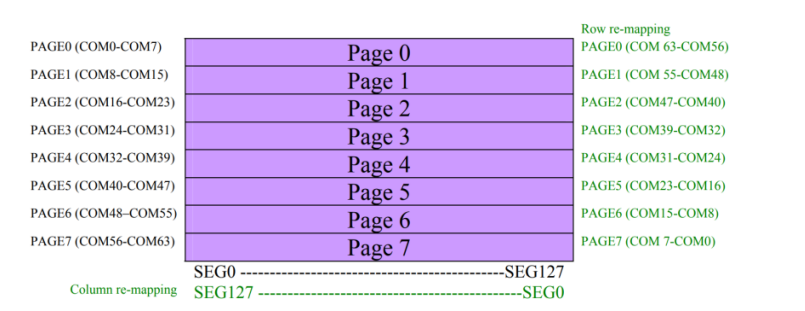 Row re-mapping
PAGE0 (COM0-COM7) Page 0 PAGE0 (COM 63-COM56)
PAGE1 (COM8-COM15) Page 1 PAGE1 (COM 55-COM48)
PAGE2 (COM16-COM23) Page 2 PAGE2 (COM47-COM40)
PAGE3 (COM24-COM31) Page 3 PAGE3 (COM39-COM32)
PAGE4 (COM32-COM39) Page 4 PAGE4 (COM31-COM24)
PAGE5 (COM40-COM47) Page 5 PAGE5 (COM23-COM16)
PAGE6 (COM48–COM55) Page 6 PAGE6 (COM15-COM8)
PAGE7 (COM56-COM63) Page 7 PAGE7 (COM 7-COM0)
SEG0 ---------------------------------------------SEG127
Column re-mapping SEG127 ---------------------------------------------SEG0